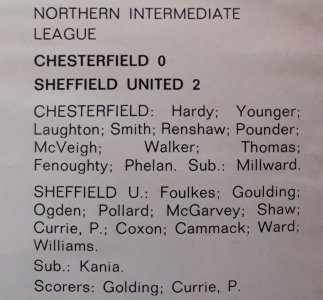 NORTHERN INTERMEDIATE
LEAGUE
CHESTERFIELD 0
SHEFFIELD UNITED 2
CHESTERFIELD: Hardy; Younger;
Laughton; Smith; Renshaw; Pounder;
McVeigh; Walker; Thomas;
Fenoughty; Phelan. Sub.: Millward.
SHEFFIELD U.: Foulkes; Goulding;
Ogden; Pollard; McGarvey; Shaw;
Currie, P.; Coxon; Cammack; Ward;
Williams.
Sub.: Kania.
Scorers: Golding; Currie, P.